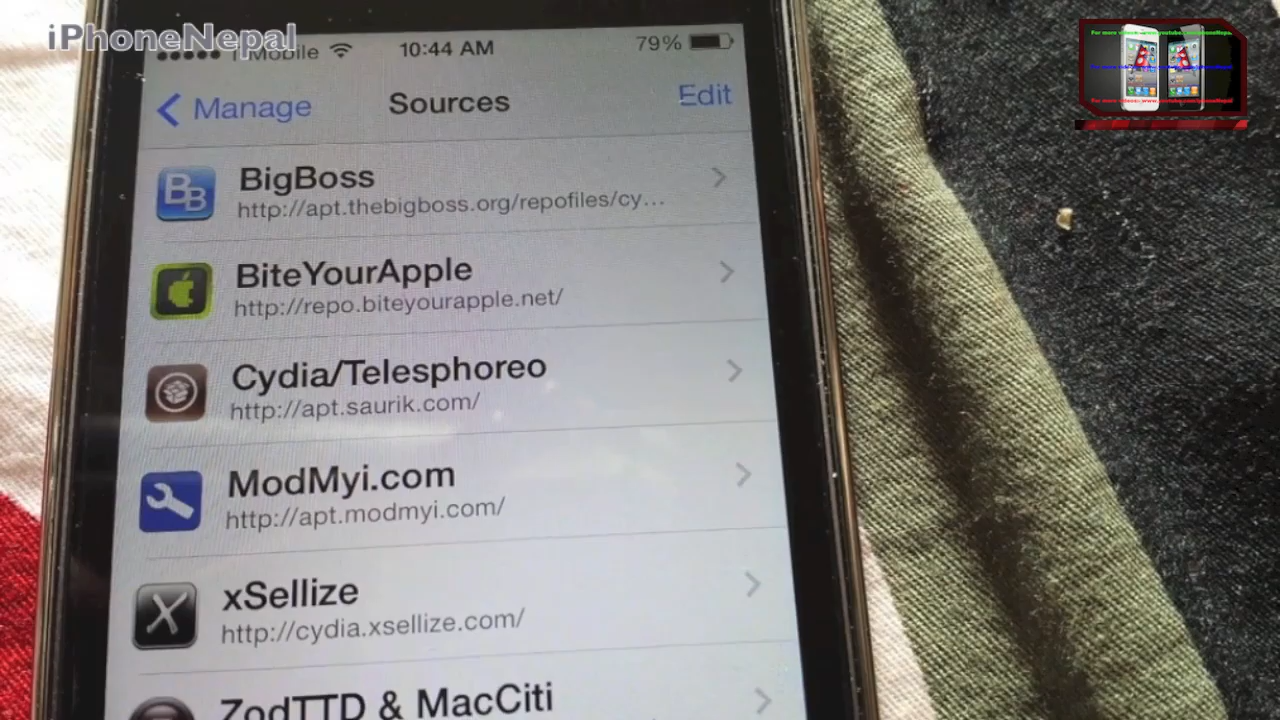 iPhoneNepal
Mobile 10:44 AM 79%
Manage Sources Edit
BB
BigBoss
http://apt.thebigboss.org/repofiles/cy...
BiteYourApple
http://repo.biteyourapple.net/
Cydia/Telesphoreo
http://apt.saurik.com/
ModMyi.com
http://apt.modmyi.com/
X
xSellize
http://cydia.xsellize.com/
ZodTTD & MacCiti